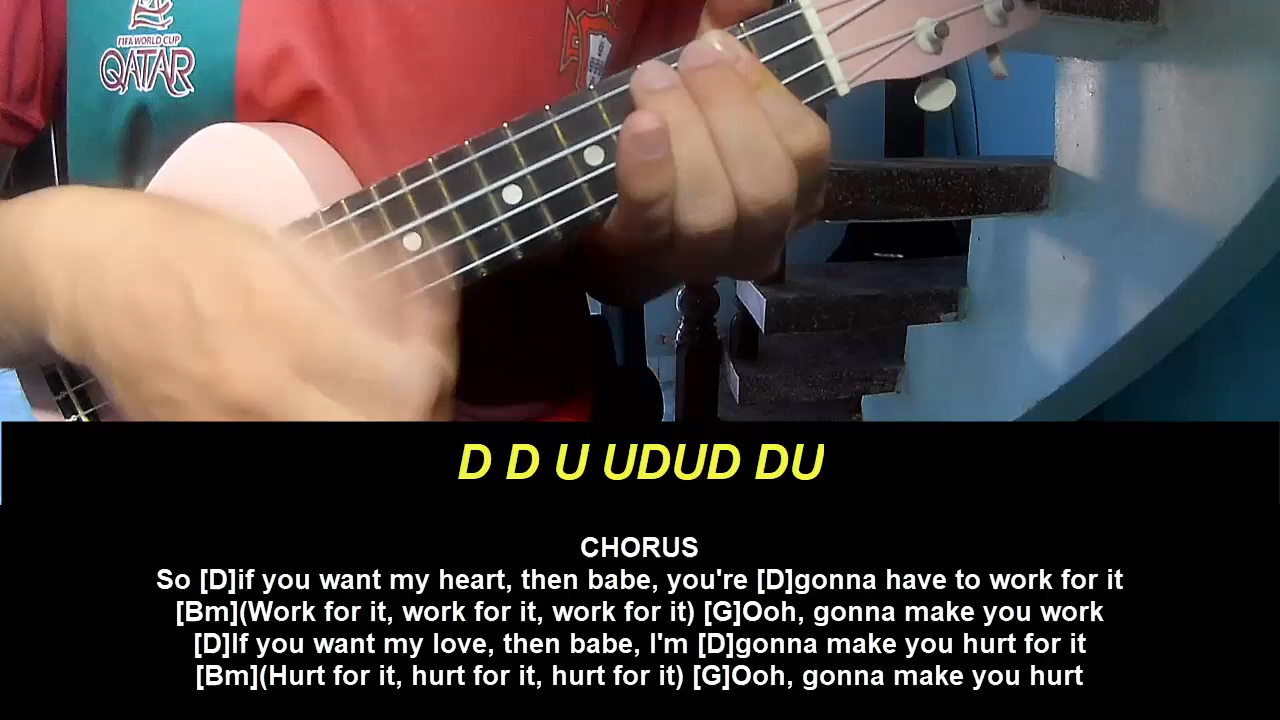 FIFA WORLD CUP
QATAR
D D U UDUD DU
CHORUS
So [D]if you want my heart, then babe, you're [D]gonna have to work for it
[Bm](Work for it, work for it, work for it) [G]Ooh, gonna make you work
[D]If you want my love, then babe, I'm [D]gonna make you hurt for it
[Bm](Hurt for it, hurt for it, hurt for it) [G]Ooh, gonna make you hurt